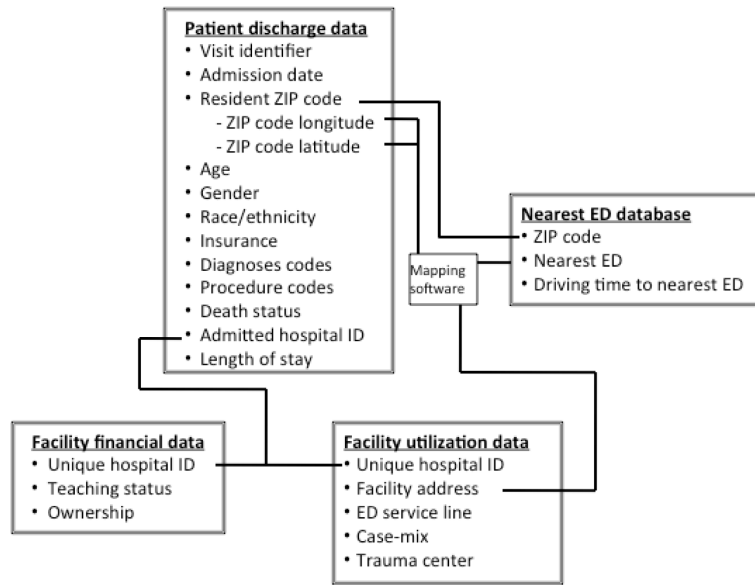 Patient discharge data
• Visit identifier
• Admission date
• Resident ZIP code
- ZIP code longitude
- ZIP code latitude
• Age
• Gender
• Race/ethnicity
• Insurance
• Diagnoses codes
• Procedure codes
• Death status
• Admitted hospital ID
• Length of stay
Nearest ED database
• ZIP code
• Nearest ED
• Driving time to nearest ED
Mapping
software
Facility financial data
• Unique hospital ID
• Teaching status
• Ownership
Facility utilization data
• Unique hospital ID
• Facility address
• ED service line
• Case-mix
• Trauma center